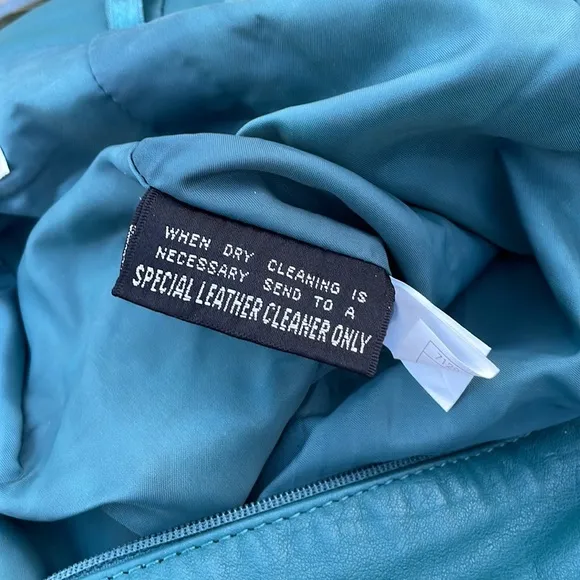 WHEN DRY CLEANING IS
NECESSARY SEND TO A
SPECIAL LEATHER CLEANER ONLY